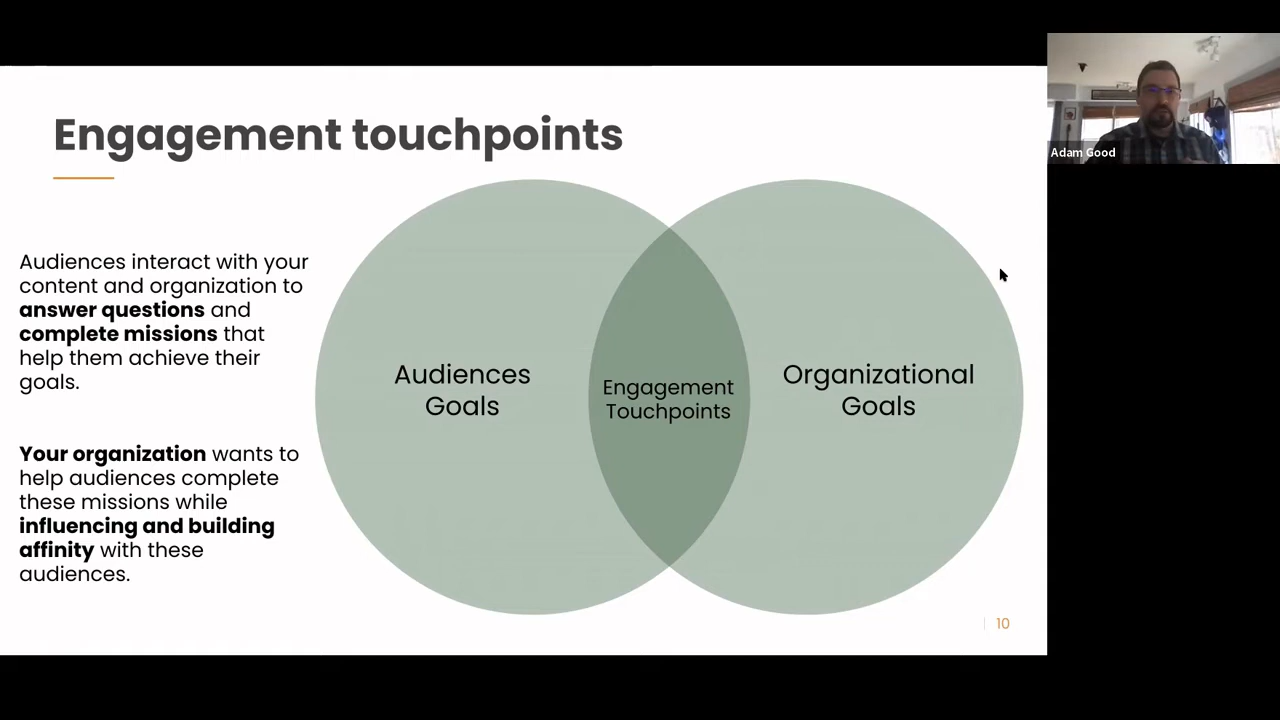 Engagement touchpoints
Audiences interact with your
content and organization to
answer questions and
complete missions that
help them achieve their
goals.
Your organization wants to
help audiences complete
these missions while
influencing and building
affinity with these
audiences.
Audiences
Goals
Engagement
Touchpoints
Organizational
Goals
10
Adam Good